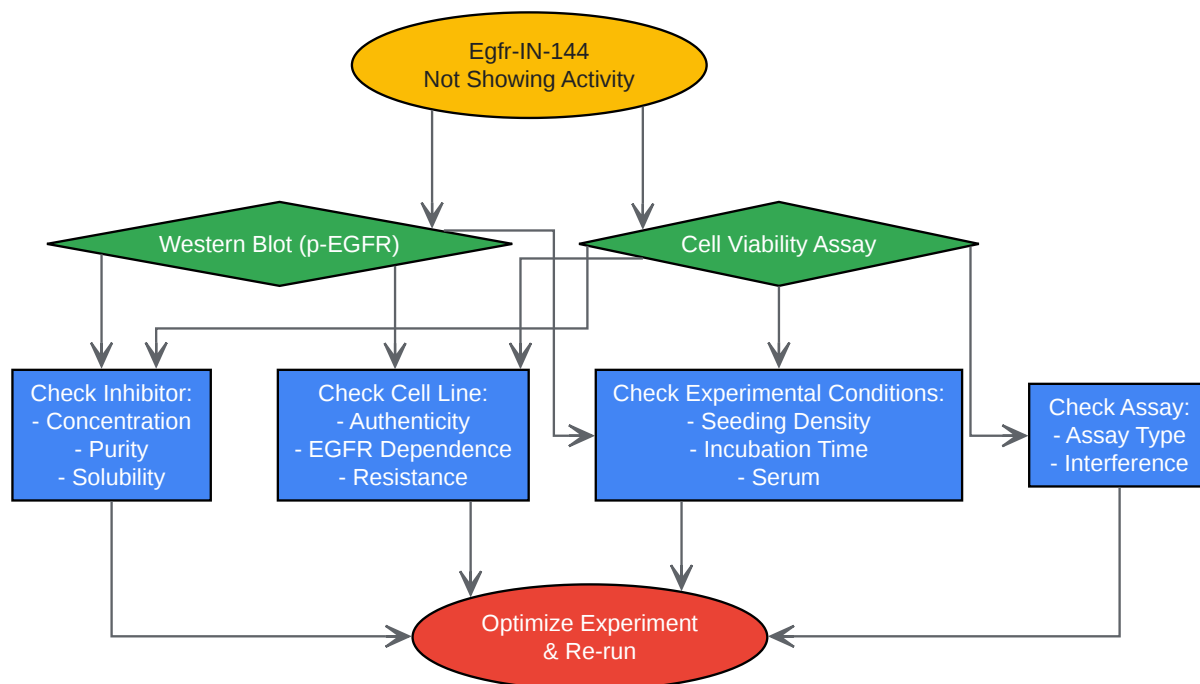 Egfr-IN-144
Not Showing Activity
Western Blot (p-EGFR)
Cell Viability Assay
Check Inhibitor:
- Concentration
- Purity
- Solubility
Check Cell Line:
- Authenticity
- EGFR Dependence
- Resistance
Check Experimental Conditions:
- Seeding Density
- Incubation Time
- Serum
Check Assay:
- Assay Type
- Interference
Optimize Experiment
& Re-run